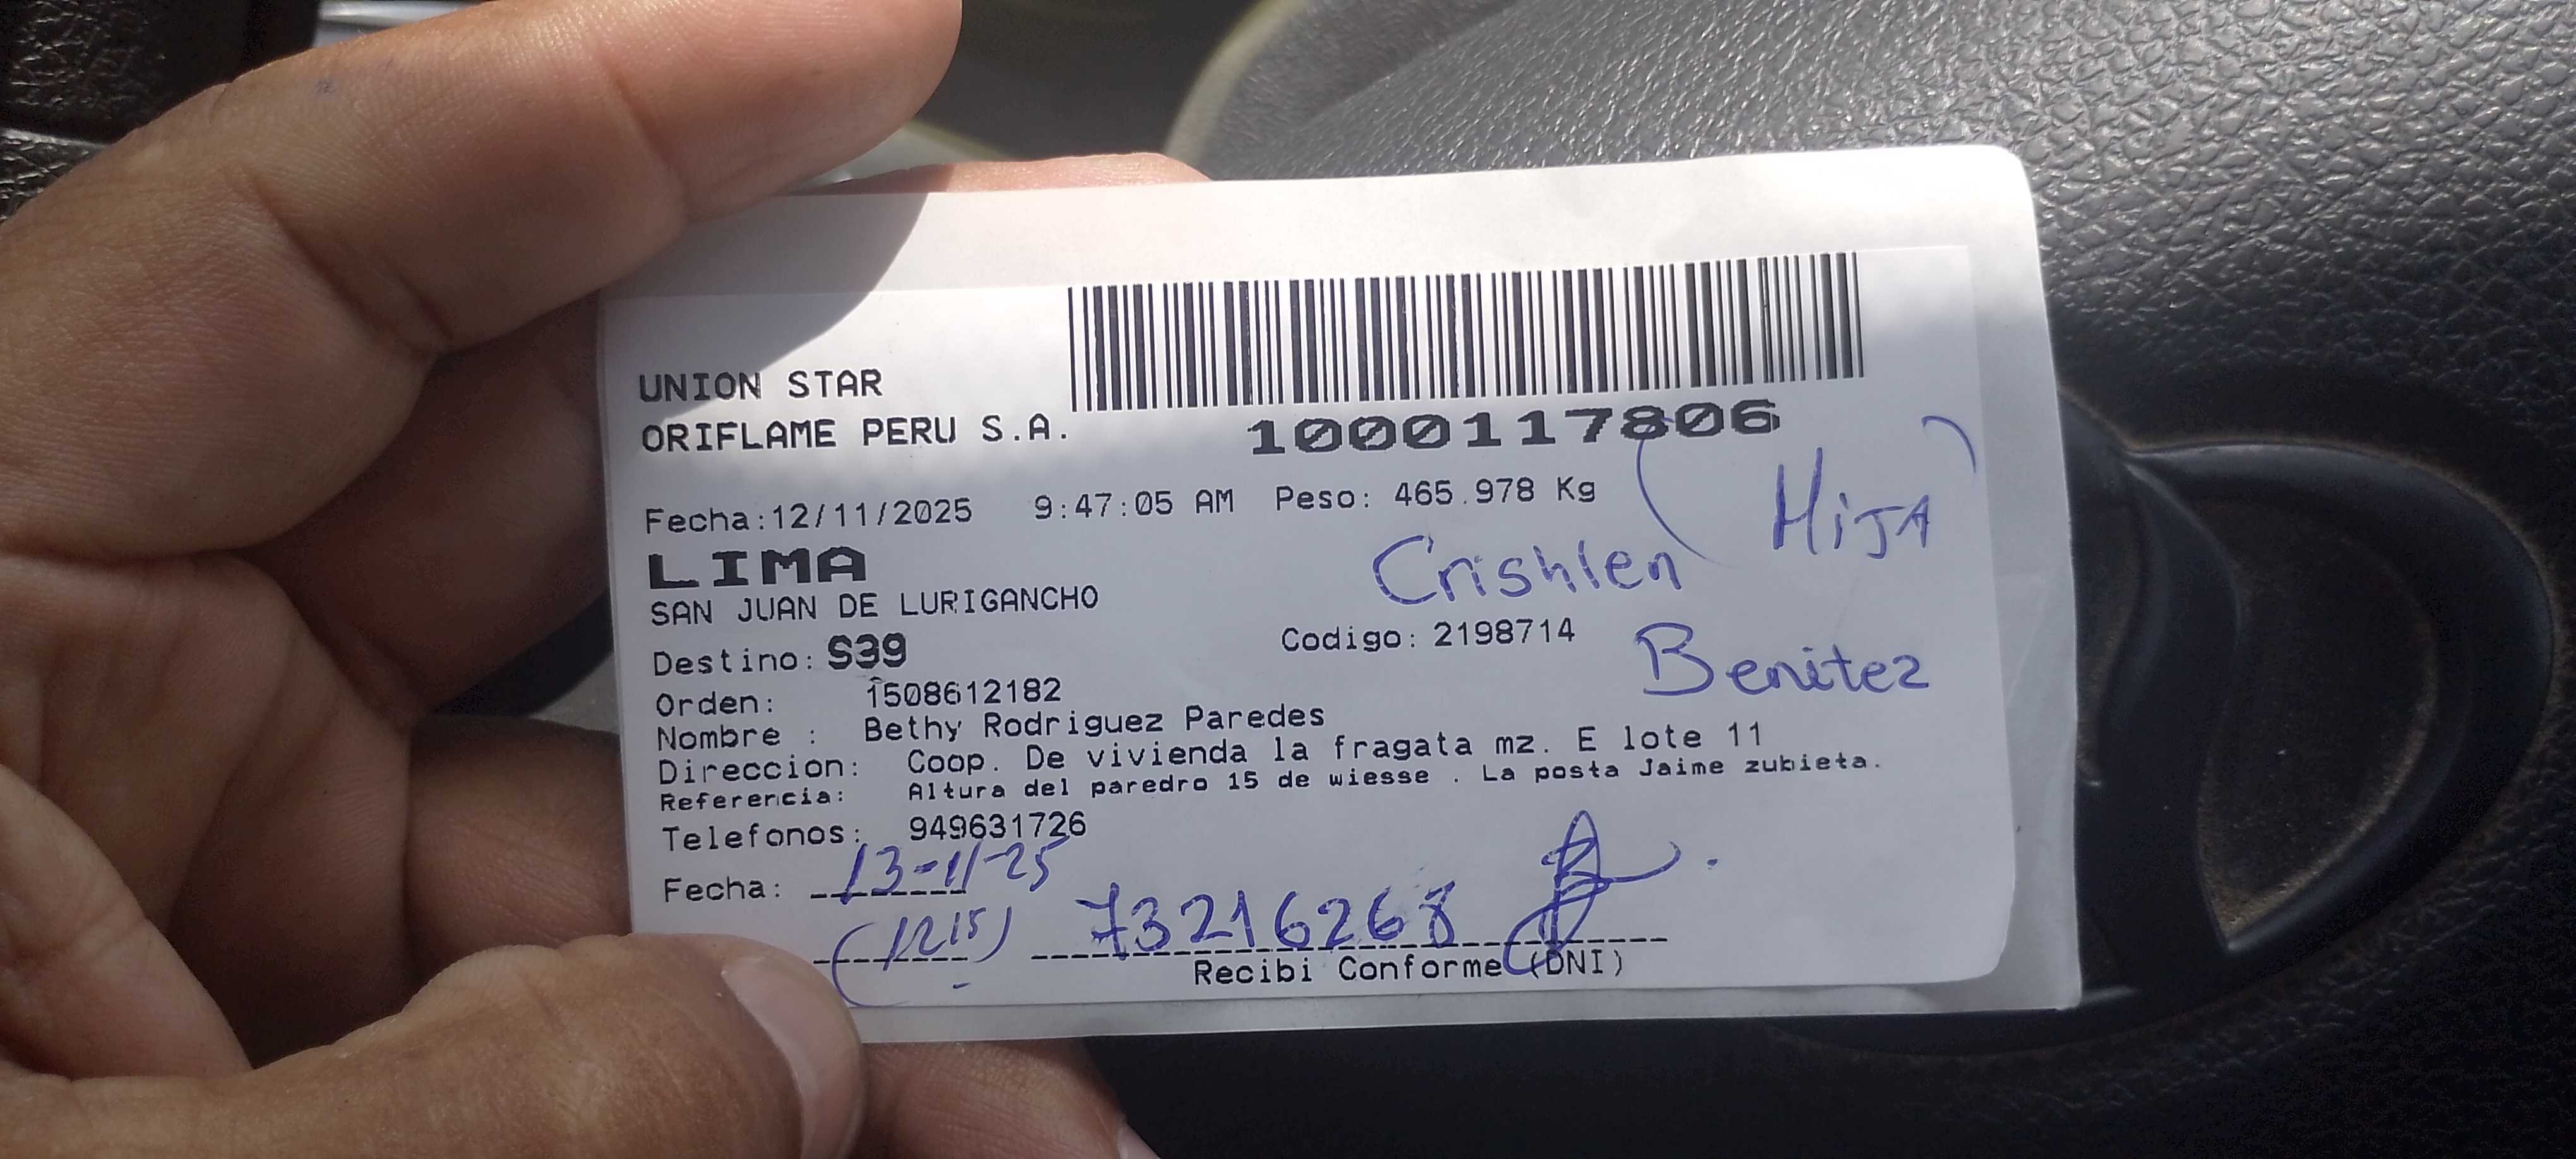 UNION STAR
ORIFLAME PERU S.A.
1000117806
Fecha:12/11/2025 9:47:05 AM Peso: 465.978 Kg
LIMA
(Hija)
Crishlen
SAN JUAN DE LURIGANCHO
Destino: S39
Codigo: 2198714
Benitez
Orden: 1508612182
Nombre : Bethy Rodriguez Paredes
Direccion: Coop. De vivienda la fragata mz. E lote 11
Referencia: Altura del paredro 15 de wiesse . La posta Jaime zubieta.
Telefonos: 949631726
Fecha: 13-11-25
(1215) 73216268
Recibi Conforme (DNI)